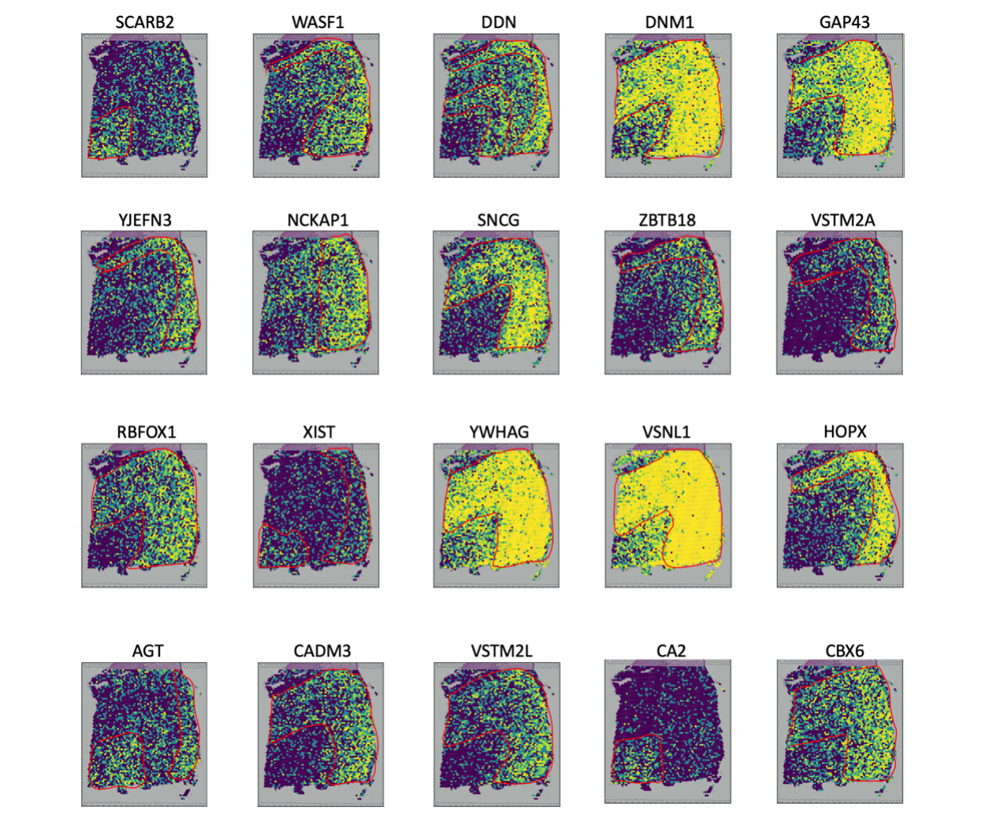 SCARB2 WASF1 DDN DNM1 GAP43
YJEFN3 NCKAP1 SNCG ZBTB18 VSTM2A
RBFOX1 XIST YWHAG VSNL1 HOPX
AGT CADM3 VSTM2L CA2 CBX6